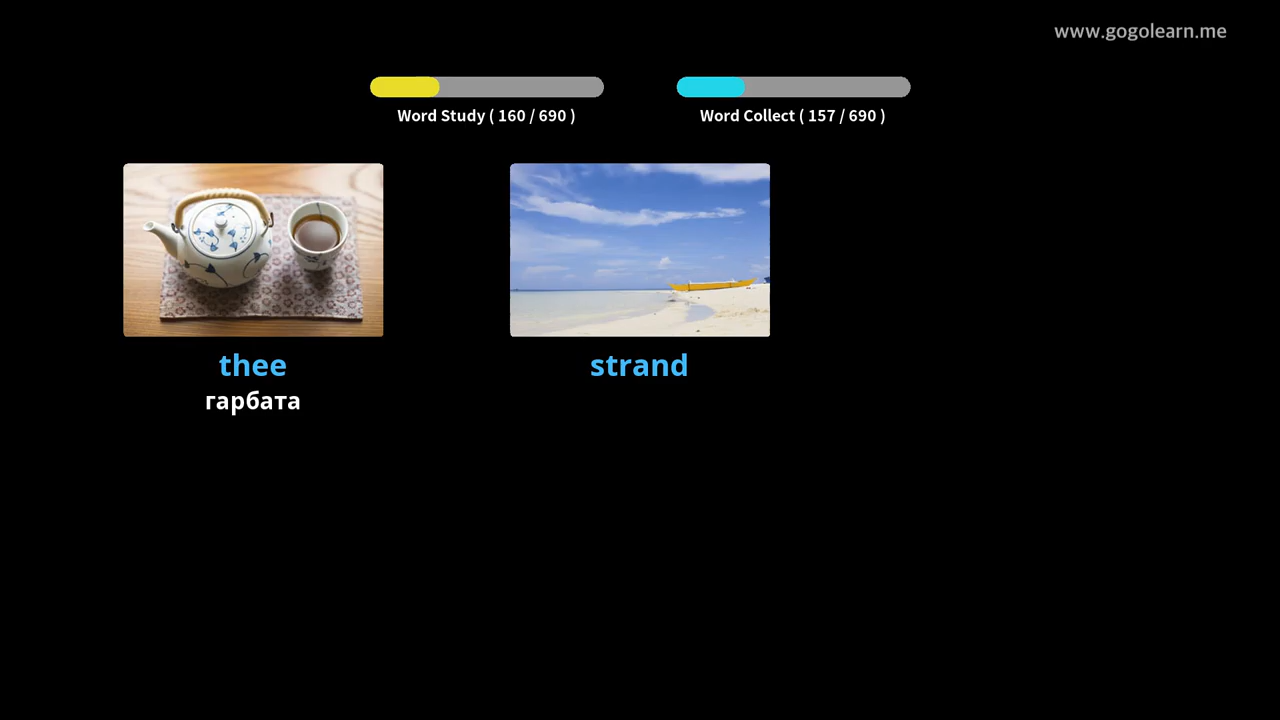 www.gogolearn.me
Word Study ( 160 / 690 )
Word Collect ( 157 / 690 )
thee
гарбата
strand